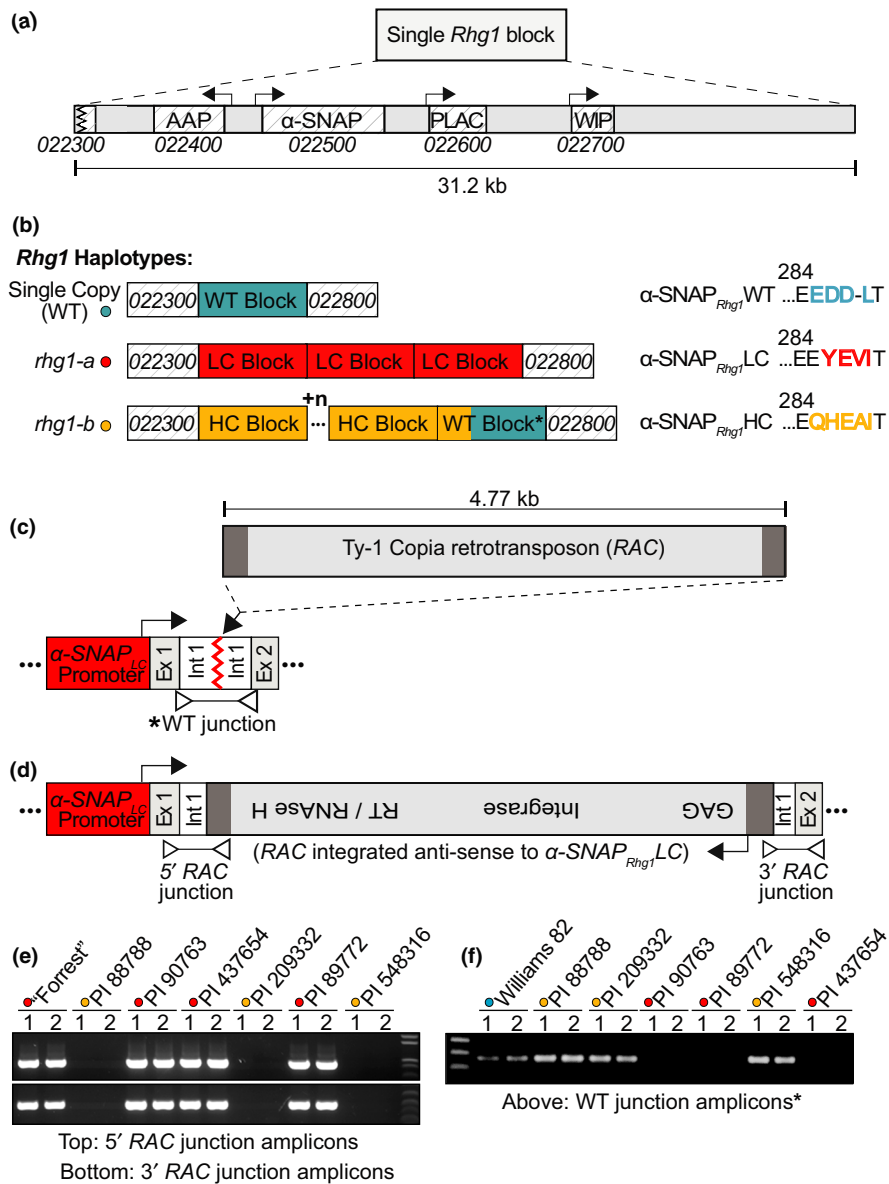 (a)
Single Rhg1 block
AAP α-SNAP PLAC WIP
022300 022400 022500 022600 022700
31.2 kb
(b)
Rhg1 Haplotypes:
Single Copy (WT) 022300 WT Block 022800
α-SNAPRhg1WT 284 ...EEDD-LT
rhg1-a 022300 LC Block LC Block LC Block 022800
α-SNAPRhg1LC 284 ...EEYEVIT
rhg1-b 022300 HC Block +n ... HC Block WT Block* 022800
α-SNAPRhg1HC 284 ...EQHEAIT
4.77 kb
(c)
Ty-1 Copia retrotransposon (RAC)
••• α-SNAPLC Promoter Ex 1 Int 1 Int 1 Ex 2 •••
*WT junction
(d)
••• α-SNAPLC Promoter Ex 1 Int 1 RT / RNAse H Integrase GAG Int 1 Ex 2 •••
5′ RAC junction
(RAC integrated anti-sense to α-SNAPRhg1LC)
3′ RAC junction
(e)
"Forrest" PI 88788 PI 90763 PI 437654 PI 209332 PI 89772 PI 548316
1 2 1 2 1 2 1 2 1 2 1 2 1 2
Top: 5′ RAC junction amplicons
Bottom: 3′ RAC junction amplicons
(f)
Williams 82 PI 88788 PI 209332 PI 90763 PI 89772 PI 548316 PI 437654
1 2 1 2 1 2 1 2 1 2 1 2 1 2
Above: WT junction amplicons*